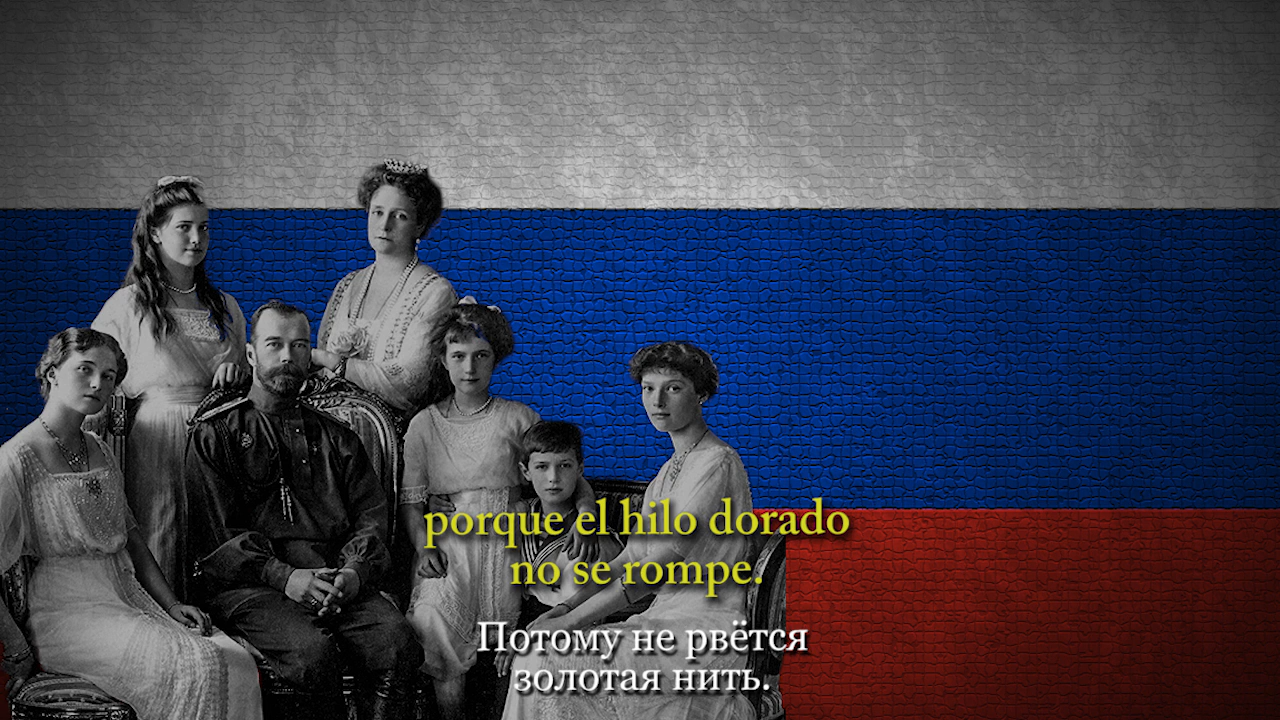 porque el hilo dorado
no se rompe.
Потому не рвётся
золотая нить.